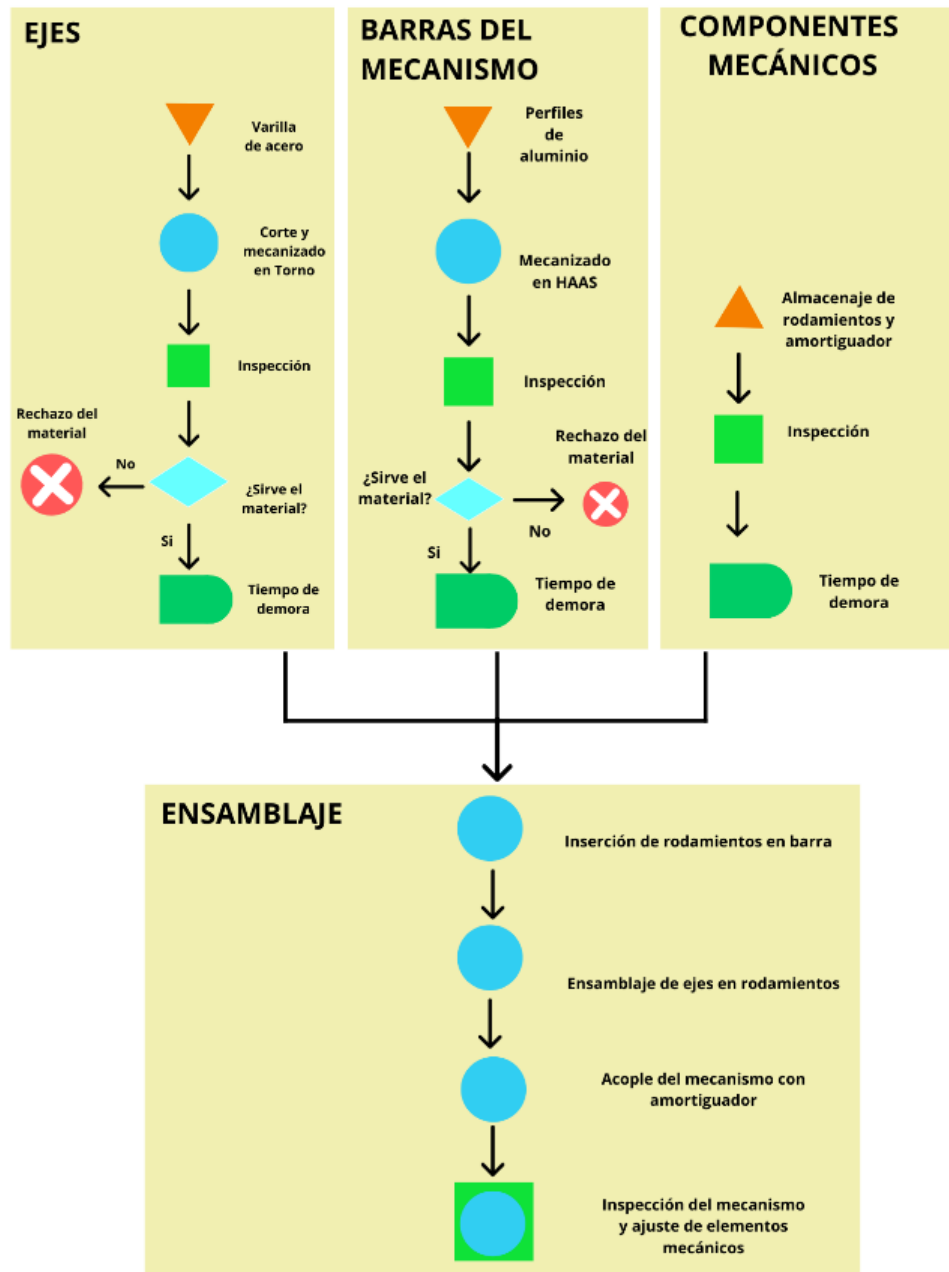 EJES
Varilla
de acero
Corte y
mecanizado
en Torno
Inspección
Rechazo del
material
No
¿Sirve el
material?
Si
Tiempo de
demora
BARRAS DEL
MECANISMO
Perfiles
de
aluminio
Mecanizado
en HAAS
Inspección
Rechazo del
material
¿Sirve el
material?
No
Si
Tiempo de
demora
COMPONENTES
MECÁNICOS
Almacenaje de
rodamientos y
amortiguador
Inspección
Tiempo de
demora
ENSAMBLAJE
Inserción de rodamientos en barra
Ensamblaje de ejes en rodamientos
Acople del mecanismo con
amortiguador
Inspección del mecanismo
y ajuste de elementos
mecánicos